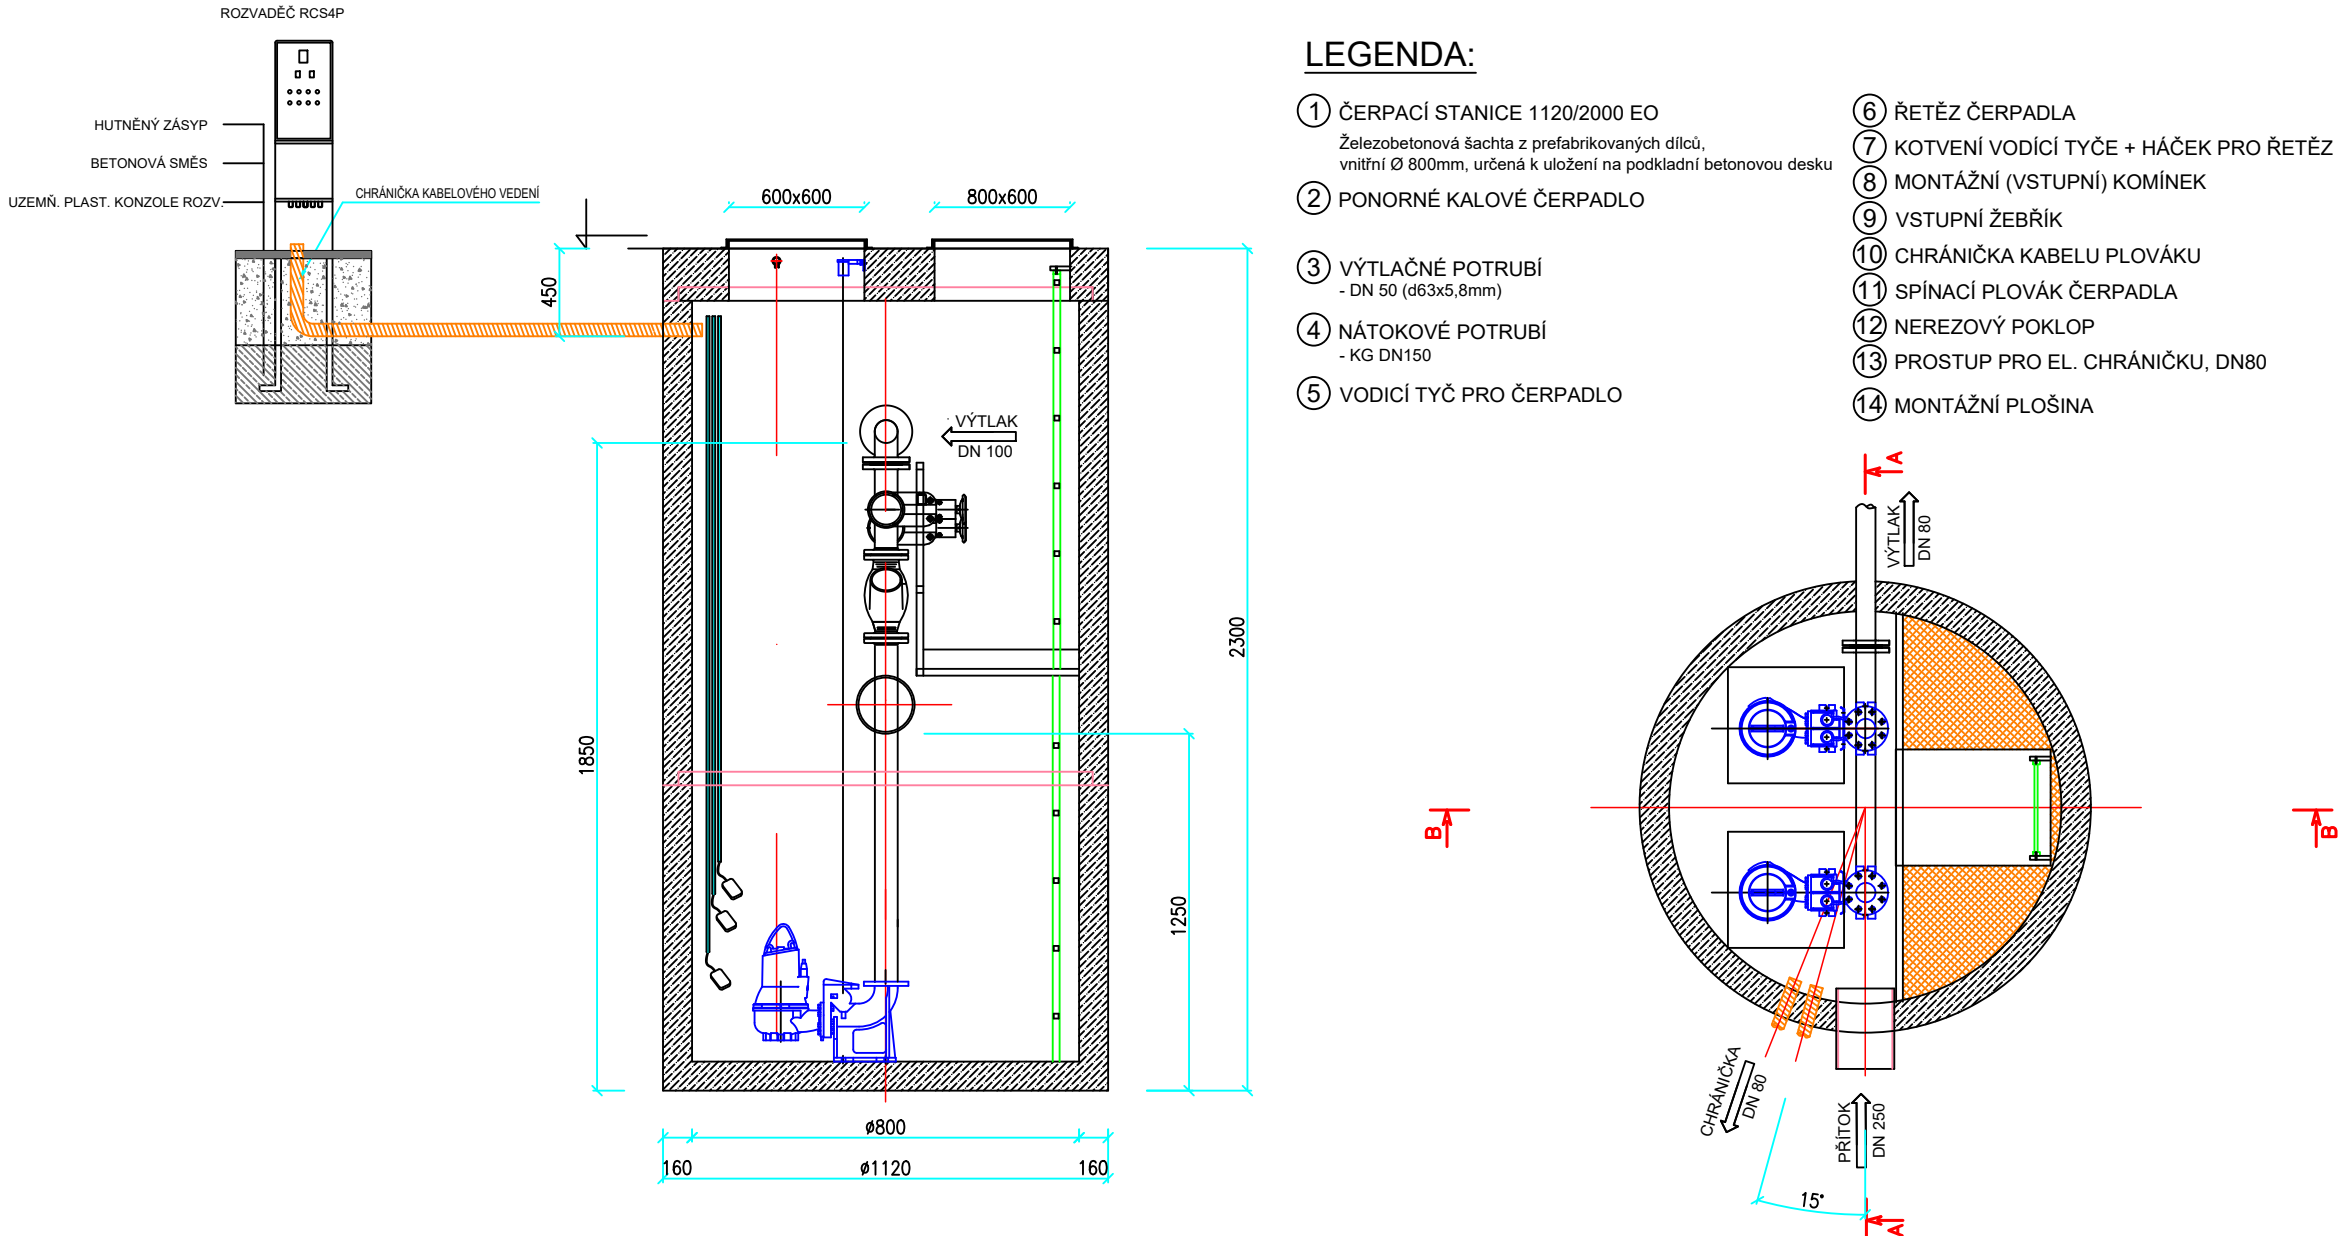 ROZVADĚČ RCS4P
HUTNĚNÝ ZÁSYP
BETONOVÁ SMĚS
UZEMŇ. PLAST. KONZOLE ROZV.
CHRÁNIČKA KABELOVÉHO VEDENÍ
600x600
800x600
450
VÝTLAK
DN 100
1850
2300
1250
ø800
160
ø1120
160
LEGENDA:
1 ČERPACÍ STANICE 1120/2000 EO
Železobetonová šachta z prefabrikovaných dílců,
vnitřní Ø 800mm, určená k uložení na podkladní betonovou desku
2 PONORNÉ KALOVÉ ČERPADLO
3 VÝTLAČNÉ POTRUBÍ
- DN 50 (d63x5,8mm)
4 NÁTOKOVÉ POTRUBÍ
- KG DN150
5 VODICÍ TYČ PRO ČERPADLO
6 ŘETĚZ ČERPADLA
7 KOTVENÍ VODÍCÍ TYČE + HÁČEK PRO ŘETĚZ
8 MONTÁŽNÍ (VSTUPNÍ) KOMÍNEK
9 VSTUPNÍ ŽEBŘÍK
10 CHRÁNIČKA KABELU PLOVÁKU
11 SPÍNACÍ PLOVÁK ČERPADLA
12 NEREZOVÝ POKLOP
13 PROSTUP PRO EL. CHRÁNIČKU, DN80
14 MONTÁŽNÍ PLOŠINA
A
VÝTLAK
DN 80
B
B
CHRÁNIČKA
DN 80
PŘÍTOK
DN 250
15°
A